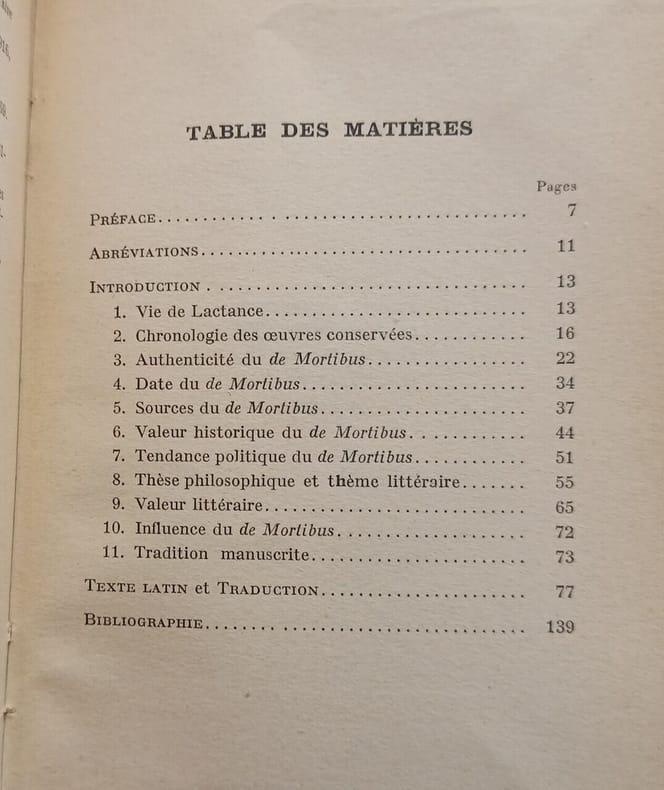 TABLE DES MATIÈRES
Pages
PRÉFACE........................................ 7
ABRÉVIATIONS.................................... 11
INTRODUCTION .................................... 13
1. Vie de Lactance............................. 13
2. Chronologie des œuvres conservées............ 16
3. Authenticité du de Mortibus.................. 22
4. Date du de Mortibus......................... 34
5. Sources du de Mortibus....................... 37
6. Valeur historique du de Mortibus............. 44
7. Tendance politique du de Mortibus............ 51
8. Thèse philosophique et thème littéraire....... 55
9. Valeur littéraire............................. 65
10. Influence du de Mortibus..................... 72
11. Tradition manuscrite........................ 73
TEXTE LATIN et TRADUCTION....................... 77
BIBLIOGRAPHIE.................................... 139